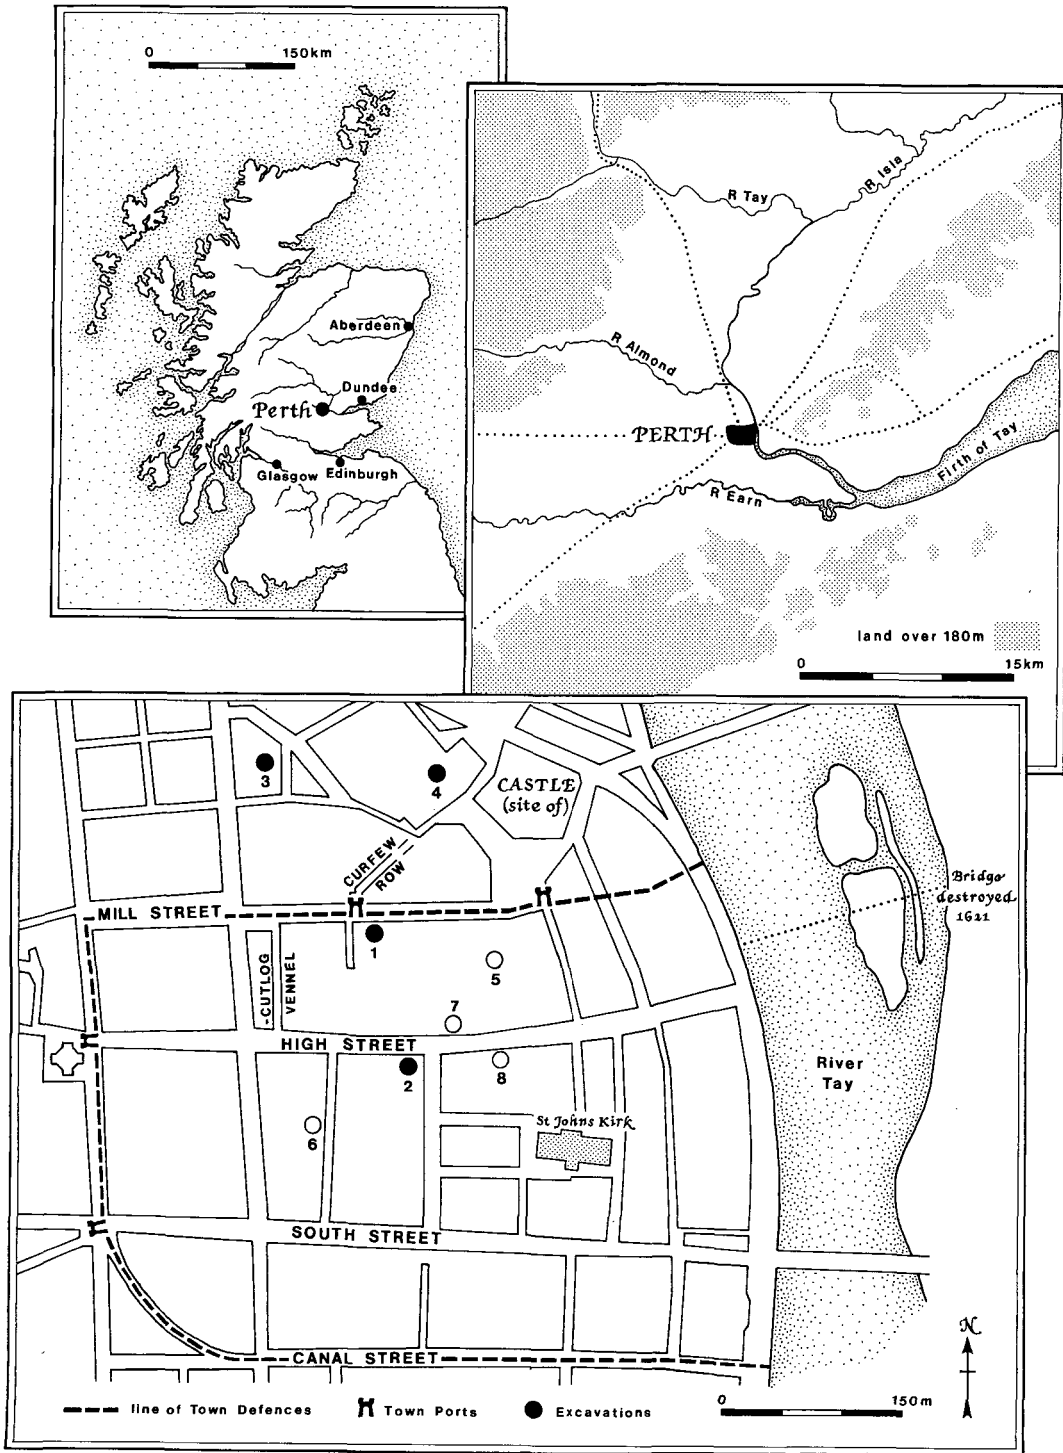 0 150km
Aberdeen
Dundee
Perth
Glasgow Edinburgh
R Tay
R Isla
R Almond
PERTH
Firth of Tay
R Earn
land over 180m
0 15km
3
4
CASTLE
(site of)
CURFEW
ROW
MILL STREET
Bridge
destroyed
1621
1
CUTLOG
VENNEL
5
7
HIGH STREET
2
8
River
Tay
St Johns Kirk
6
SOUTH STREET
N
CANAL STREET
line of Town Defences Town Ports Excavations
0 150m